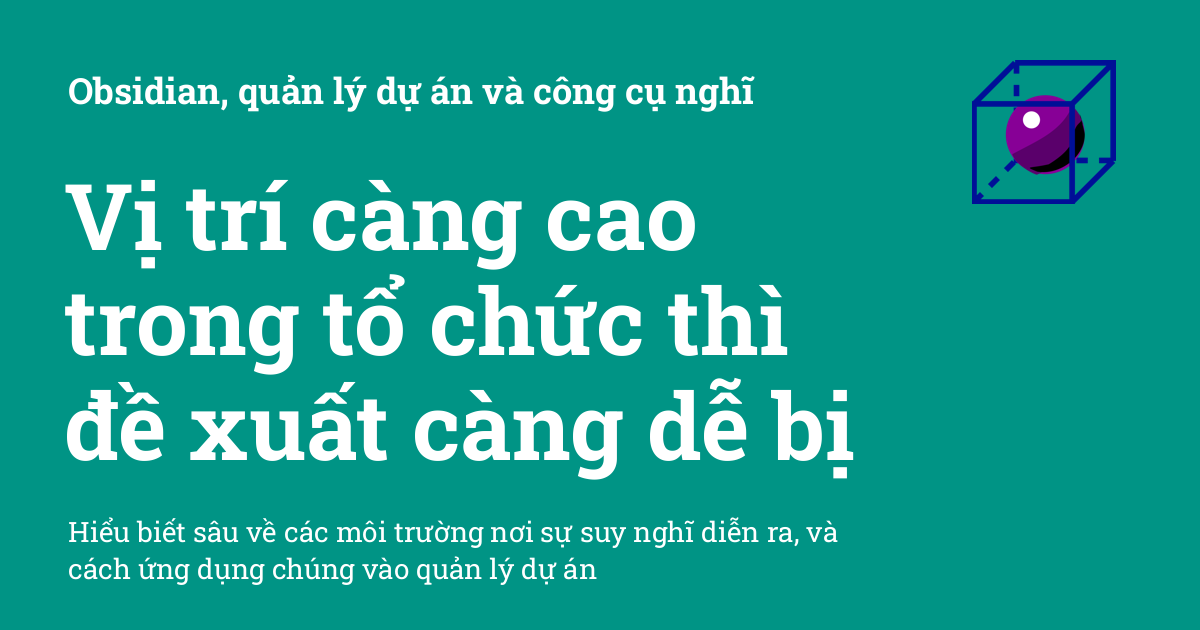 Obsidian, quản lý dự án và công cụ nghĩ
Vị trí càng cao
trong tổ chức thì
đề xuất càng dễ bị
Hiểu biết sâu về các môi trường nơi sự suy nghĩ diễn ra, và
cách ứng dụng chúng vào quản lý dự án